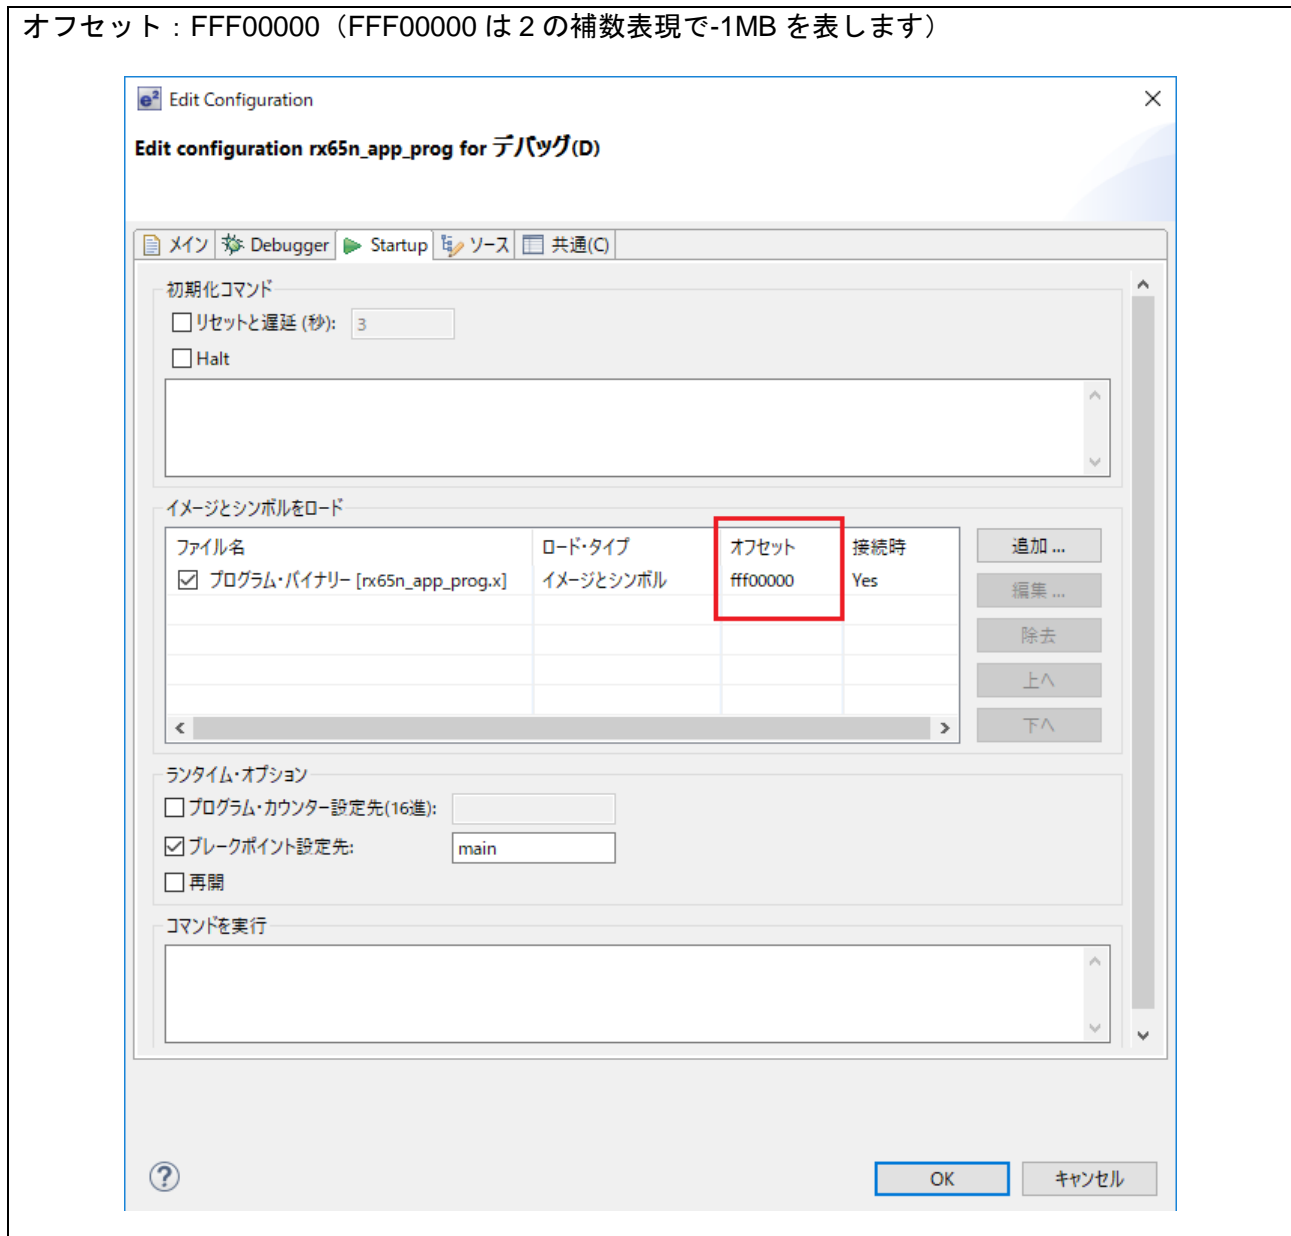 オフセット：FFF00000（FFF00000 は 2 の補数表現で-1MB を表します）
e² Edit Configuration
Edit configuration rx65n_app_prog for デバッグ(D)
メイン Debugger Startup ソース 共通(C)
初期化コマンド
リセットと遅延 (秒): 3
Halt
イメージとシンボルをロード
ファイル名 ロード・タイプ オフセット 接続時 追加 ...
プログラム・バイナリー [rx65n_app_prog.x] イメージとシンボル fff00000 Yes 編集 ...
除去
上へ
下へ
ランタイム・オプション
プログラム・カウンター設定先(16進):
ブレークポイント設定先: main
再開
コマンドを実行
OK キャンセル